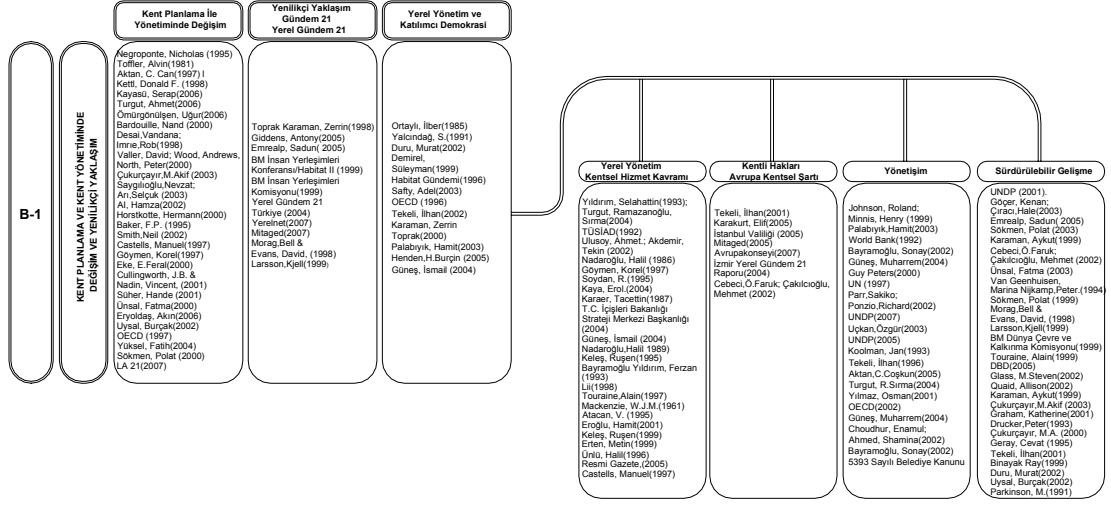 B-1
KENT PLANLAMA VE KENT YÖNETİMİNDE
DEĞİŞİM VE YENİLİKÇİ YAKLAŞIM
Kent Planlama İle
Yönetiminde Değişim
Negroponte, Nicholas (1995)
Toffler, Alvin(1981)
Aktan, C. Can(1997) l
Kettl, Donald F. (1998)
Kayasü, Serap(2006)
Turgut, Ahmet(2006)
Ömürgönülşen, Uğur(2006)
Bardouille, Nand (2000)
Desai,Vandana;
Imrıe,Rob(1998)
Valler, David; Wood, Andrews,
North, Peter(2000)
Çukurçayır,M.Akif (2003)
Saygılıoğlu,Nevzat;
Arı,Selçuk (2003)
Al, Hamza(2002)
Horstkotte, Hermann(2000)
Baker, F.P. (1995)
Smith,Neil (2002)
Castells, Manuel(1997)
Göymen, Korel(1997)
Eke, E.Feral(2000)
Cullingworth, J.B. &
Nadin, Vincent, (2001)
Süher, Hande (2001)
Ünsal, Fatma(2000)
Eryoldaş, Akın(2006)
Uysal, Burçak(2002)
OECD (1997)
Yüksel, Fatih(2004)
Sökmen, Polat (2000)
LA 21(2007)
Yenilikçi Yaklaşım
Gündem 21
Yerel Gündem 21
Toprak Karaman, Zerrin(1998)
Giddens, Antony(2005)
Emrealp, Sadun( 2005)
BM İnsan Yerleşimleri
Konferansı/Habitat II (1999)
BM İnsan Yerleşimleri
Komisyonu(1999)
Yerel Gündem 21
Türkiye (2004)
Yerelnet(2007)
Mitaged(2007)
Morag,Bell &
Evans, David, (1998)
Larsson,Kjell(1999)
Yerel Yönetim ve
Katılımcı Demokrasi
Ortaylı, İlber(1985)
Yalcındağ, S.(1991)
Duru, Murat(2002)
Demirel,
Süleyman(1999)
Habitat Gündemi(1996)
Safty, Adel(2003)
OECD (1996)
Tekeli, İlhan(2002)
Karaman, Zerrin
Toprak(2000)
Palabıyık, Hamit(2003)
Henden,H.Burçin (2005)
Güneş, İsmail (2004)
Yerel Yönetim
Kentsel Hizmet Kavramı
Yıldırım, Selahattin(1993);
Turgut, Ramazanoğlu,
Sırma(2004)
TÜSİAD(1992)
Ulusoy, Ahmet.; Akdemir,
Tekin (2002)
Nadaroğlu, Halil (1986)
Göymen, Korel(1997)
Soydan, R.(1995)
Kaya, Erol.(2004)
Karaer, Tacettin(1987)
T.C. İçişleri Bakanlığı
Strateji Merkezi Başkanlığı
(2004)
Güneş, İsmail (2004)
Nadaroğlu,Halil 1989)
Keleş, Ruşen(1995)
Bayramoğlu Yıldırım, Ferzan
(1993)
Lii(1998)
Touraine,Alain(1997)
Mackenzie, W.J.M.(1961)
Atacan, V. (1995)
Eroğlu, Hamit(2001)
Keleş, Ruşen(1999)
Erten, Metin(1999)
Ünlü, Halil(1996)
Resmi Gazete,(2005)
Castells, Manuel(1997)
Kentli Hakları
Avrupa Kentsel Şartı
Tekeli, İlhan(2001)
Karakurt, Elif(2005)
İstanbul Valiliği (2005)
Mitaged(2005)
Avrupakonseyi(2007)
İzmir Yerel Gündem 21
Raporu(2004)
Cebeci,Ö.Faruk; Çakılcıoğlu,
Mehmet (2002)
Yönetişim
Johnson, Roland;
Minnis, Henry (1999)
Palabıyık,Hamit(2003)
World Bank(1992)
Bayramoğlu, Sonay(2002)
Güneş, Muharrem(2004)
Guy Peters(2000)
UN (1997)
Parr,Sakiko;
Ponzio,Richard(2002)
UNDP(2007)
Uçkan,Özgür(2003)
UNDP(2005)
Koolman, Jan(1993)
Tekeli, İlhan(1996)
Aktan,C.Coşkun(2005)
Turgut, R.Sırma(2004)
Yılmaz, Osman(2001)
OECD(2002)
Güneş, Muharrem(2004)
Choudhur, Enamul;
Ahmed, Shamina(2002)
Bayramoğlu, Sonay(2002)
5393 Sayılı Belediye Kanunu
Sürdürülebilir Gelişme
UNDP (2001).
Göçer, Kenan;
Çıracı,Hale(2003)
Emrealp, Sadun( 2005)
Sökmen, Polat (2003)
Karaman, Aykut(1999)
Cebeci,Ö.Faruk;
Çakılcıoğlu, Mehmet (2002)
Ünsal, Fatma (2003)
Van Geenhuisen,
Marina Nijkamp,Peter.(1994)
Sökmen, Polat (1999)
Morag,Bell &
Evans, David, (1998)
Larsson,Kjell(1999)
BM Dünya Çevre ve
Kalkınma Komisyonu(1999)
Touraine, Alain(1999)
DBD(2005)
Glass, M.Steven(2002)
Quaid, Allison(2002)
Karaman, Aykut(1999)
Çukurçayır,M.Akif (2003)
Graham, Katherine(2001)
Drucker,Peter(1993)
Çukurçayır, M.A. (2000)
Geray, Cevat (1995)
Tekeli, İlhan(2001)
Binayak Ray(1999)
Duru, Murat(2002)
Uysal, Burçak(2002)
Parkinson, M.(1991)